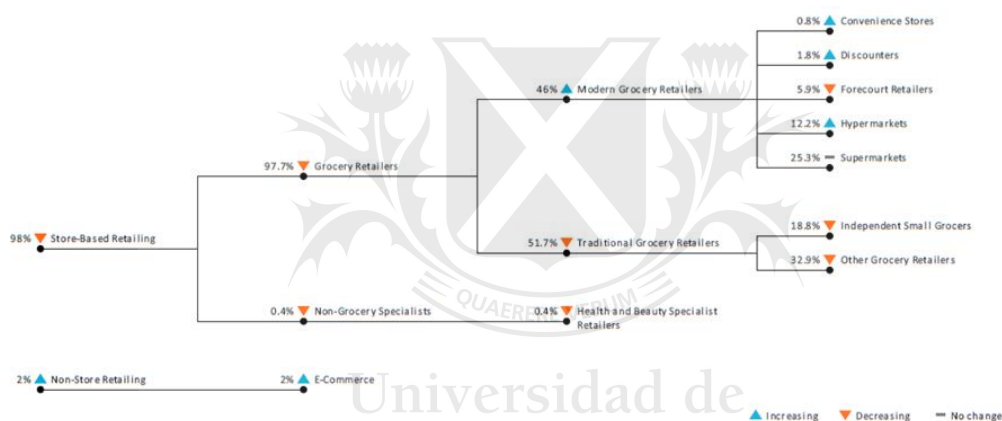 0.8% Convenience Stores
1.8% Discounters
46% Modern Grocery Retailers
5.9% Forecourt Retailers
12.2% Hypermarkets
25.3% Supermarkets
97.7% Grocery Retailers
18.8% Independent Small Grocers
98% Store-Based Retailing
51.7% Traditional Grocery Retailers
32.9% Other Grocery Retailers
0.4% Non-Grocery Specialists
0.4% Health and Beauty Specialist
Retailers
QUAERERE VERUM
2% Non-Store Retailing
2% E-Commerce
Universidad de
Increasing Decreasing No change